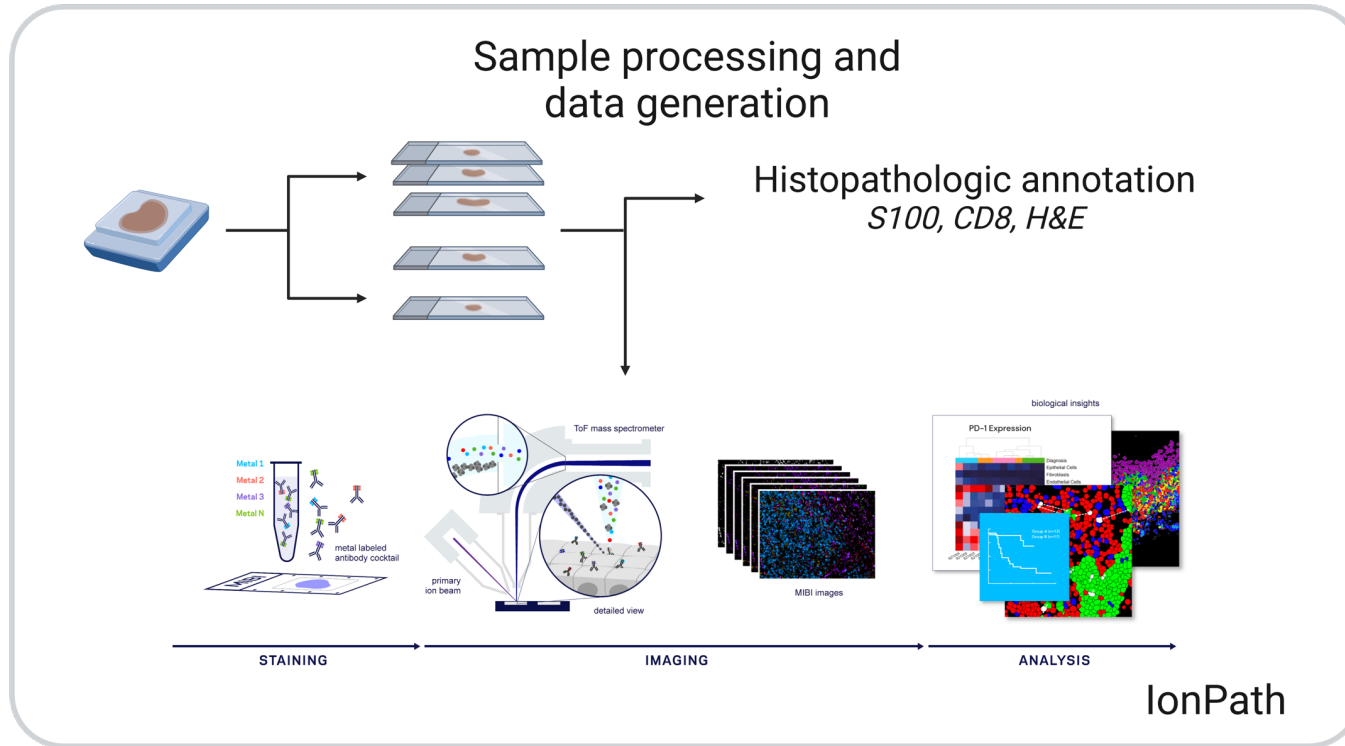 Sample processing and
data generation
Histopathologic annotation
S100, CD8, H&E
Metal 1
Metal 2
Metal 3
Metal N
metal labeled
antibody cocktail
MIBI
ToF mass spectrometer
primary
ion beam
detailed view
MIBI images
biological insights
PD-1 Expression
Diagnosis
Epithelial Cells
Fibroblasts
Endothelial Cells
STAINING
IMAGING
ANALYSIS
IonPath